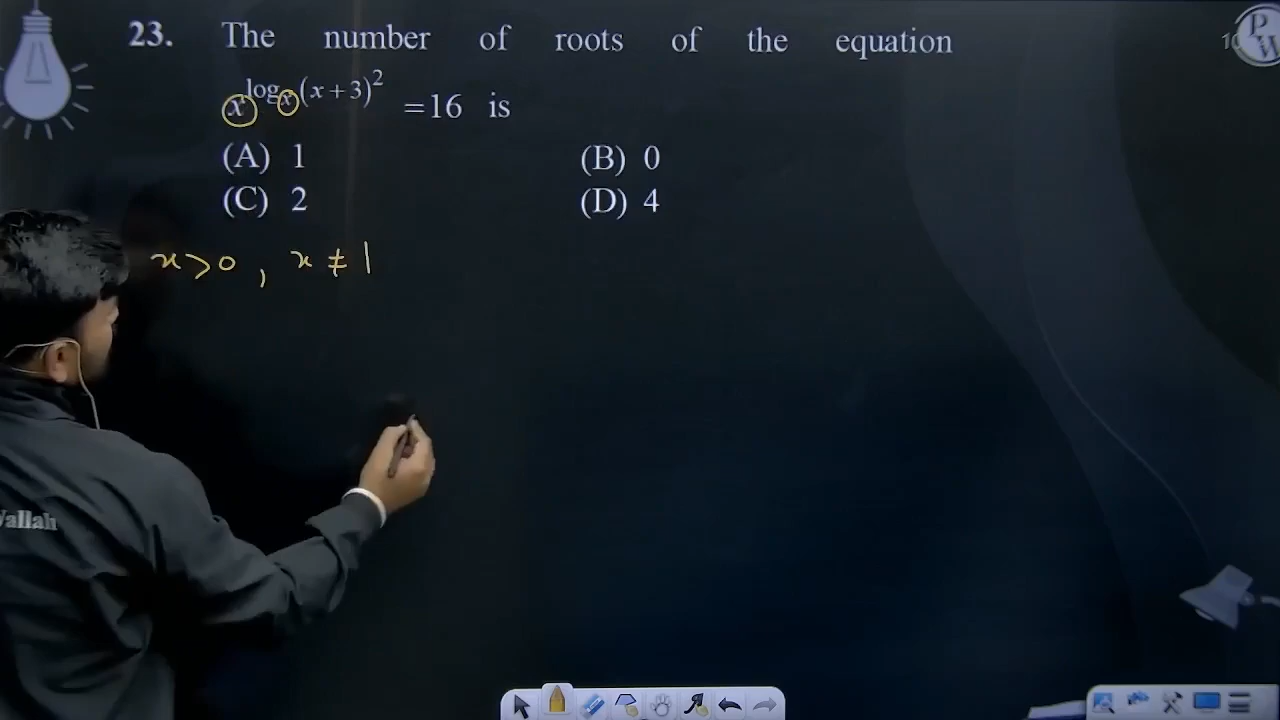 23. The number of roots of the equation
x^{log_x (x+3)^2} = 16 is
(A) 1 (B) 0
(C) 2 (D) 4
x>0, x≠1
Vallah
PW